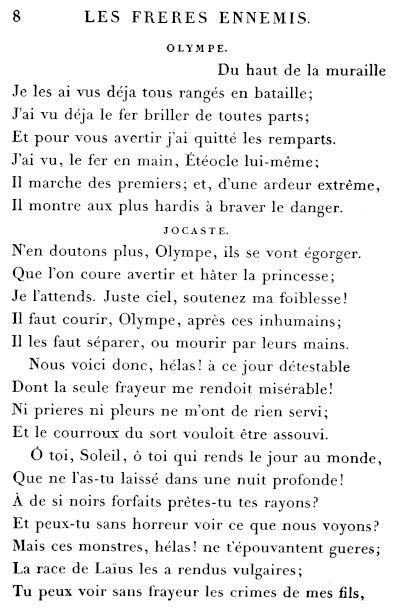 8 LES FRERES ENNEMIS.
OLYMPE.
Du haut de la muraille
Je les ai vus déja tous rangés en bataille;
J'ai vu déja le fer briller de toutes parts;
Et pour vous avertir j'ai quitté les remparts.
J'ai vu, le fer en main, Étéocle lui-même;
Il marche des premiers; et, d'une ardeur extrême,
Il montre aux plus hardis à braver le danger.
JOCASTE.
N'en doutons plus, Olympe, ils se vont égorger.
Que l'on coure avertir et hâter la princesse;
Je l'attends. Juste ciel, soutenez ma foiblesse!
Il faut courir, Olympe, après ces inhumains;
Il les faut séparer, ou mourir par leurs mains.
Nous voici donc, hélas! à ce jour détestable
Dont la seule frayeur me rendoit misérable!
Ni prieres ni pleurs ne m'ont de rien servi;
Et le courroux du sort vouloit être assouvi.
Ô toi, Soleil, ô toi qui rends le jour au monde,
Que ne l'as-tu laissé dans une nuit profonde!
À de si noirs forfaits prêtes-tu tes rayons?
Et peux-tu sans horreur voir ce que nous voyons?
Mais ces monstres, hélas! ne t'épouvantent gueres;
La race de Laïus les a rendus vulgaires;
Tu peux voir sans frayeur les crimes de mes fils,